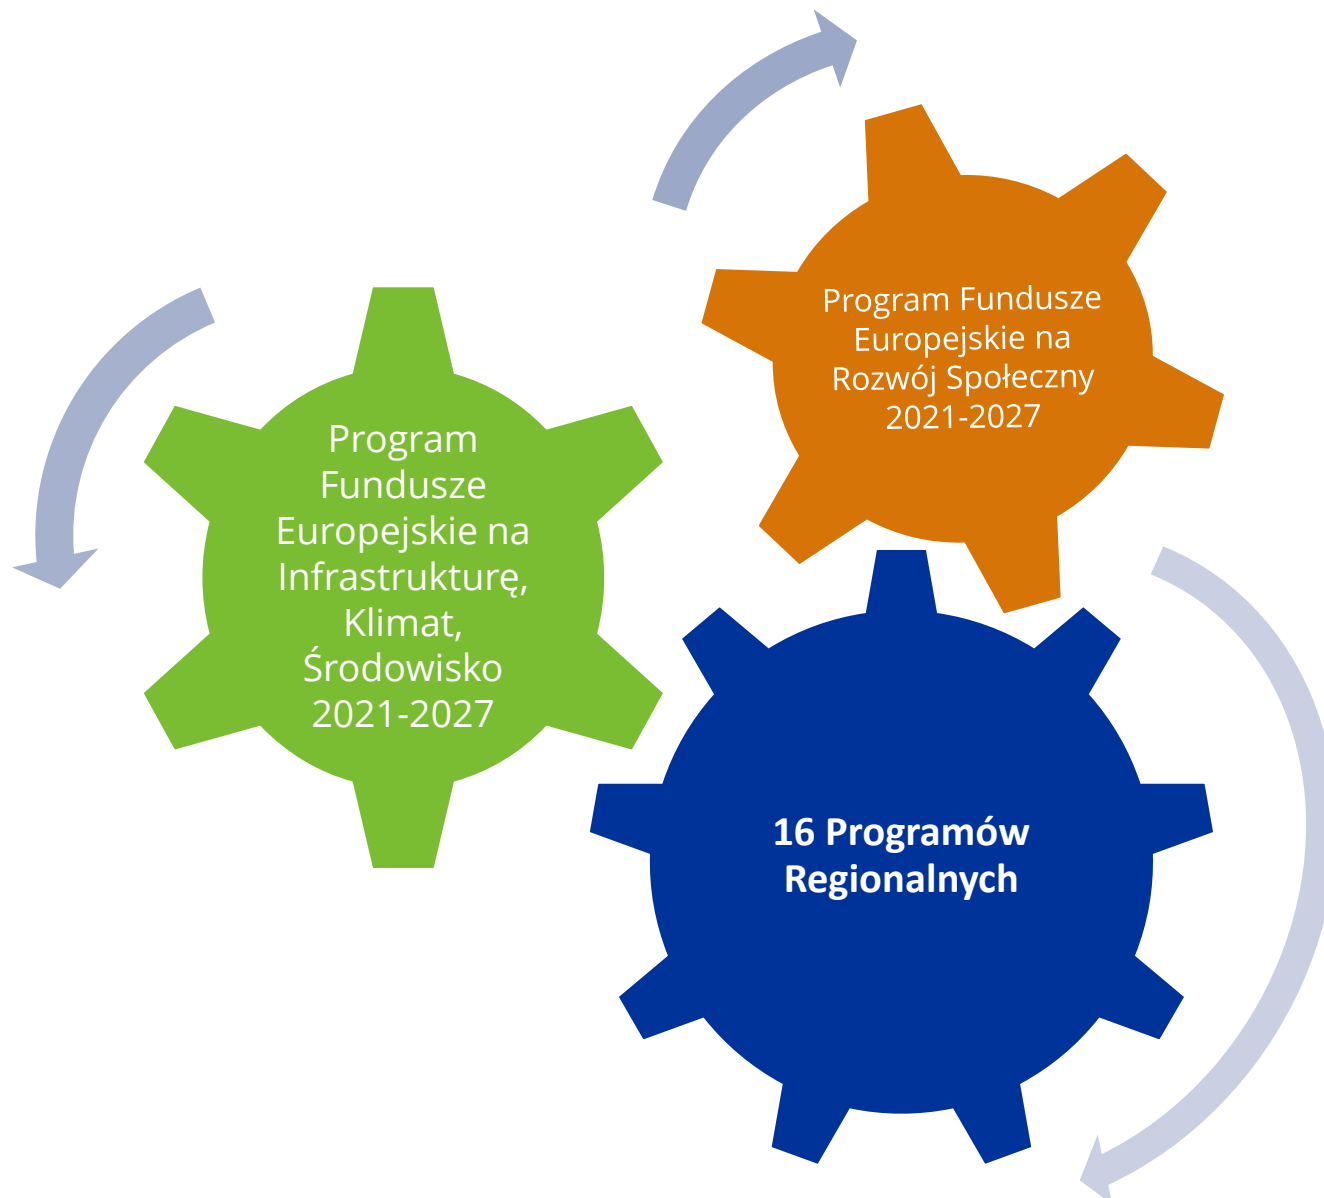 Program Fundusze
Europejskie na
Rozwój Społeczny
2021-2027
Program
Fundusze
Europejskie na
Infrastrukturę,
Klimat,
Środowisko
2021-2027
16 Programów
Regionalnych